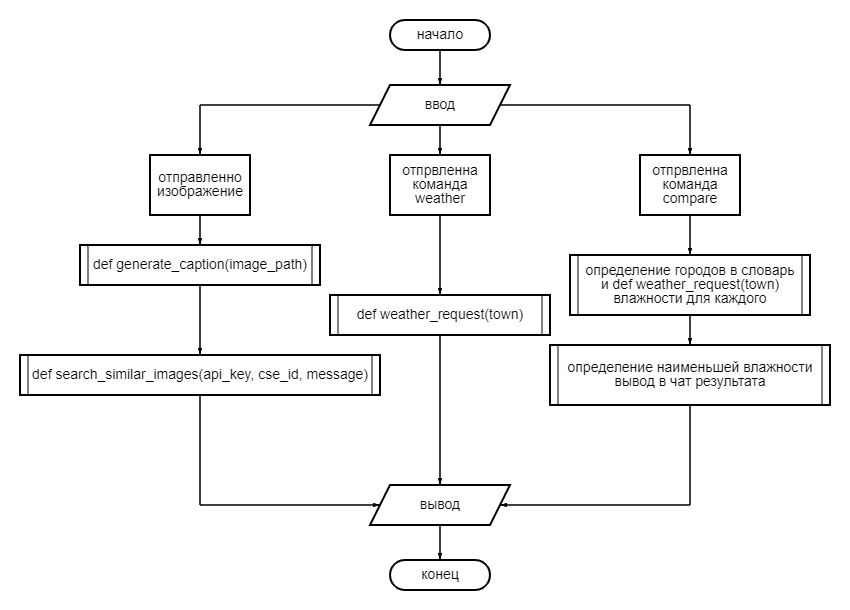 начало
ввод
отправленно
изображение
отпрвленна
команда
weather
отпрвленна
команда
compare
def generate_caption(image_path)
определение городов в словарь
и def weather_request(town)
влажности для каждого
def weather_request(town)
def search_similar_images(api_key, cse_id, message)
определение наименьшей влажности
вывод в чат результата
вывод
конец